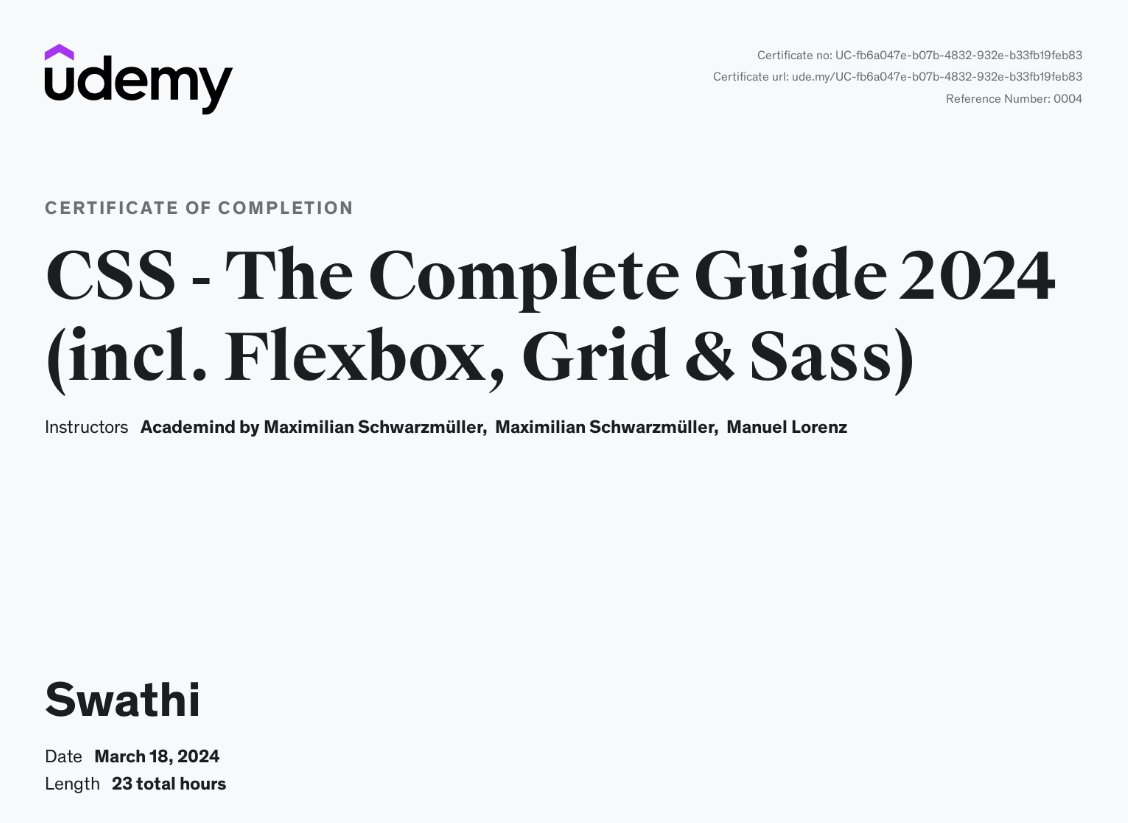 udemy
Certificate no: UC-fb6a047e-b07b-4832-932e-b33fb19feb83
Certificate url: ude.my/UC-fb6a047e-b07b-4832-932e-b33fb19feb83
Reference Number: 0004
CERTIFICATE OF COMPLETION
CSS - The Complete Guide 2024
(incl. Flexbox, Grid & Sass)
Instructors Academind by Maximilian Schwarzmüller, Maximilian Schwarzmüller, Manuel Lorenz
Swathi
Date March 18, 2024
Length 23 total hours